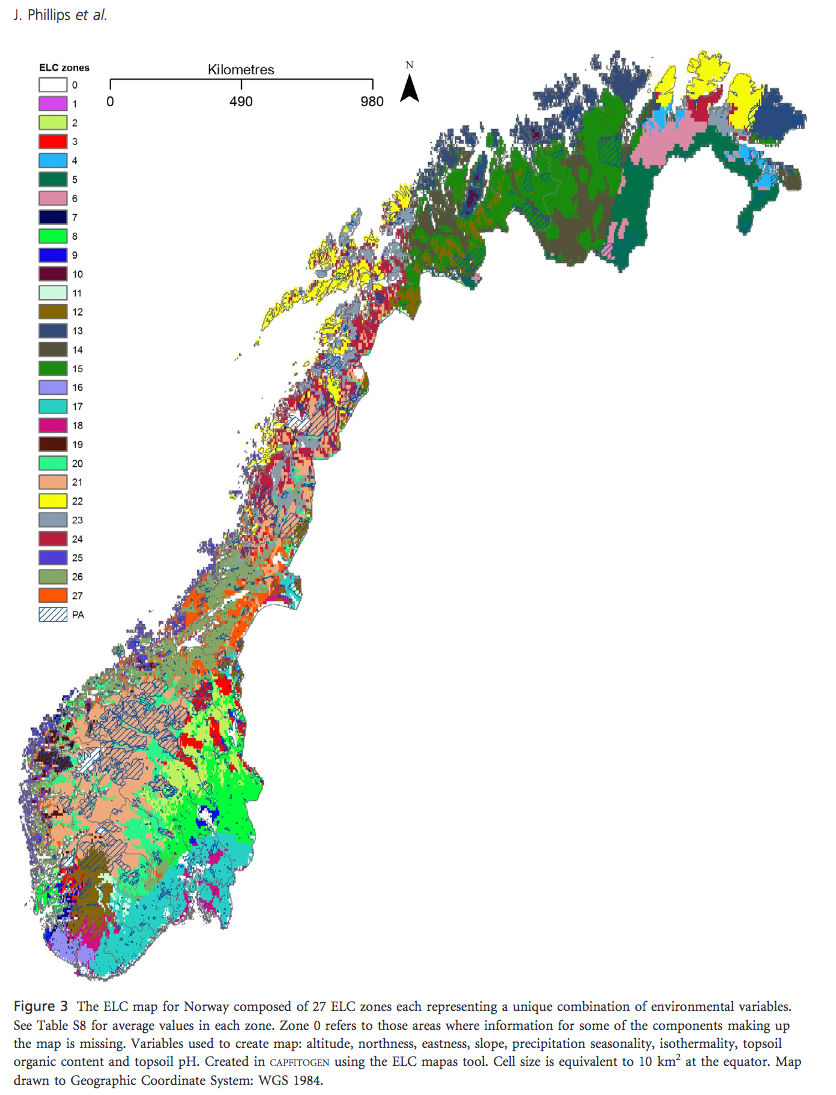 J. Phillips et al.
ELC zones
0
1
2
3
4
5
6
7
8
9
10
11
12
13
14
15
16
17
18
19
20
21
22
23
24
25
26
27
PA
Kilometres
0 490 980
N
Figure 3 The ELC map for Norway composed of 27 ELC zones each representing a unique combination of environmental variables.
See Table S8 for average values in each zone. Zone 0 refers to those areas where information for some of the components making up
the map is missing. Variables used to create map: altitude, northness, eastness, slope, precipitation seasonality, isothermality, topsoil
organic content and topsoil pH. Created in CAPFITOGEN using the ELC mapas tool. Cell size is equivalent to 10 km² at the equator. Map
drawn to Geographic Coordinate System: WGS 1984.